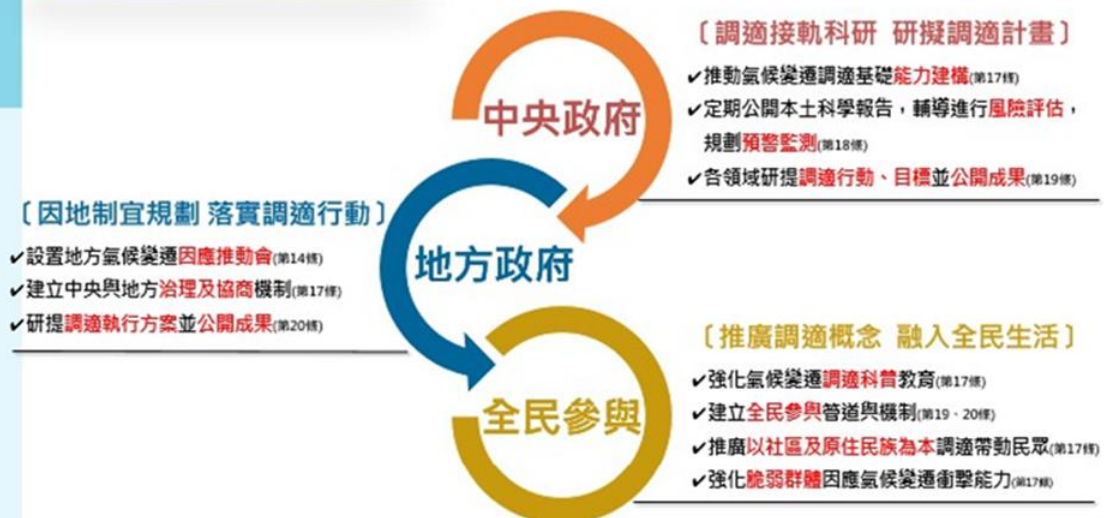 中央政府
〔調適接軌科研 研擬調適計畫〕
✔推動氣候變遷調適基礎能力建構(第17條)
✔定期公開本土科學報告，輔導進行風險評估，
規劃預警監測(第18條)
✔各領域研提調適行動、目標並公開成果(第19條)
地方政府
〔因地制宜規劃 落實調適行動〕
✔設置地方氣候變遷因應推動會(第14條)
✔建立中央與地方治理及協商機制(第17條)
✔研提調適執行方案並公開成果(第20條)
全民參與
〔推廣調適概念 融入全民生活〕
✔強化氣候變遷調適科普教育(第17條)
✔建立全民參與管道與機制(第19、20條)
✔推廣以社區及原住民族為本調適帶動民眾(第17條)
✔強化脆弱群體因應氣候變遷衝擊能力(第17條)